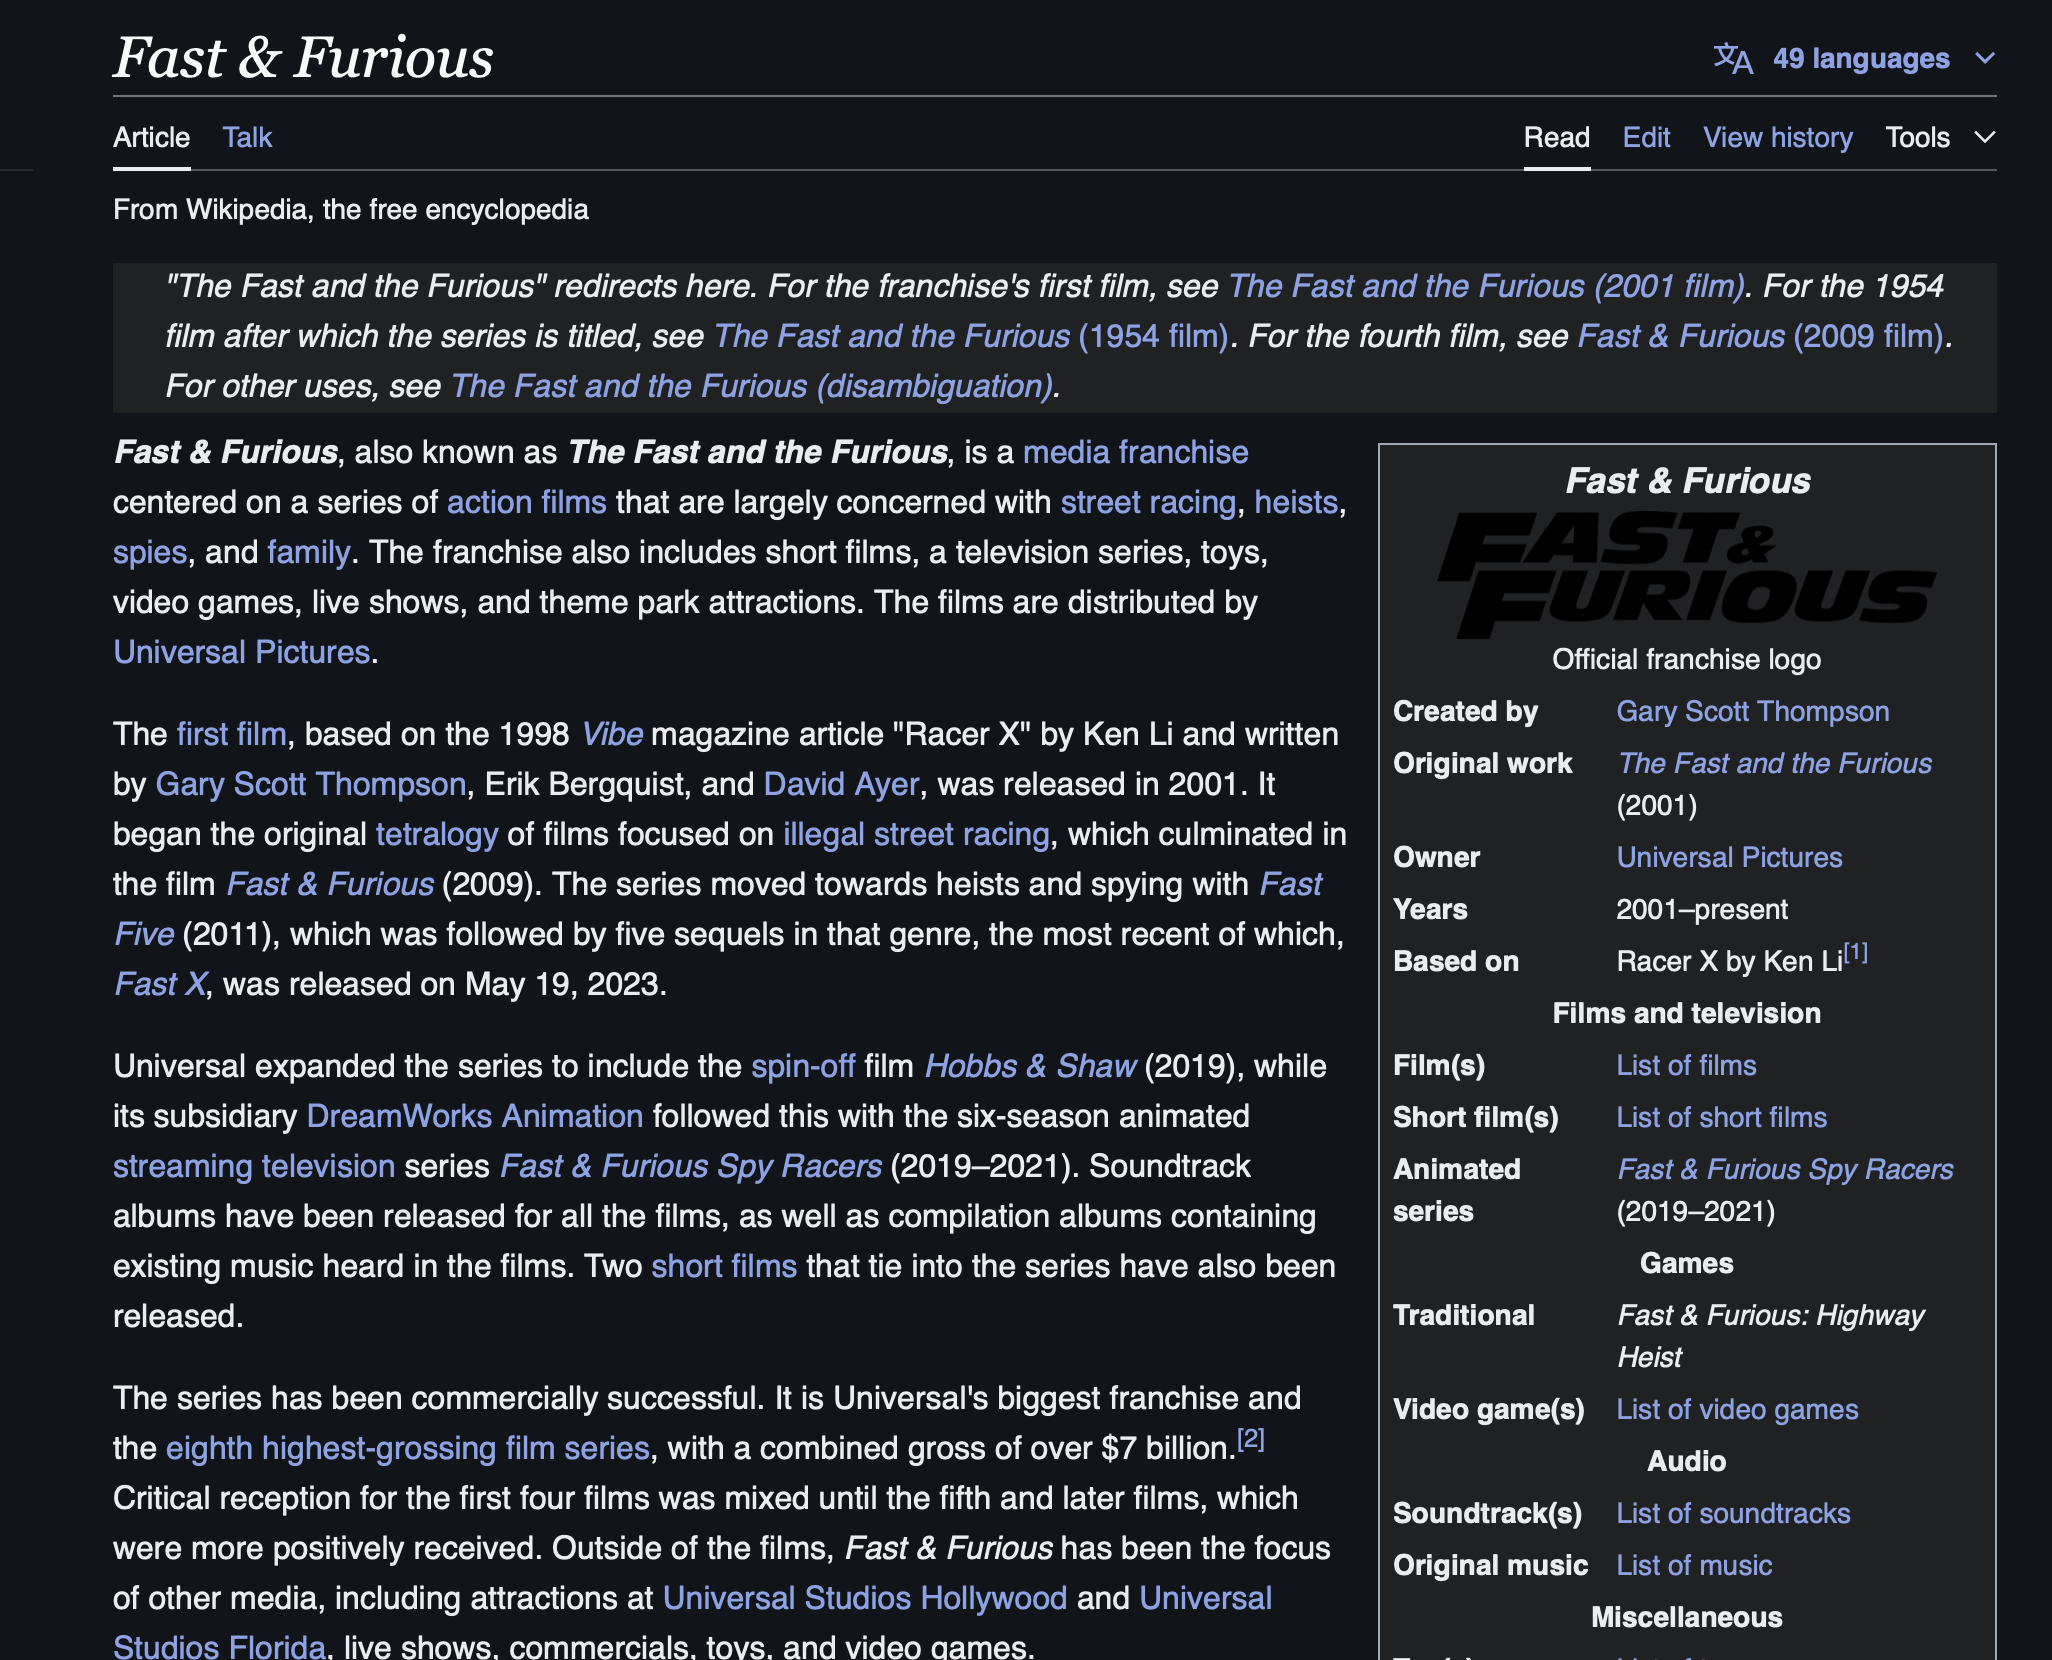 Fast & Furious
49 languages
Article Talk
Read Edit View history Tools
From Wikipedia, the free encyclopedia
"The Fast and the Furious" redirects here. For the franchise's first film, see The Fast and the Furious (2001 film). For the 1954
film after which the series is titled, see The Fast and the Furious (1954 film). For the fourth film, see Fast & Furious (2009 film).
For other uses, see The Fast and the Furious (disambiguation).
Fast & Furious, also known as The Fast and the Furious, is a media franchise
centered on a series of action films that are largely concerned with street racing, heists,
spies, and family. The franchise also includes short films, a television series, toys,
video games, live shows, and theme park attractions. The films are distributed by
Universal Pictures.
The first film, based on the 1998 Vibe magazine article "Racer X" by Ken Li and written
by Gary Scott Thompson, Erik Bergquist, and David Ayer, was released in 2001. It
began the original tetralogy of films focused on illegal street racing, which culminated in
the film Fast & Furious (2009). The series moved towards heists and spying with Fast
Five (2011), which was followed by five sequels in that genre, the most recent of which,
Fast X, was released on May 19, 2023.
Universal expanded the series to include the spin-off film Hobbs & Shaw (2019), while
its subsidiary DreamWorks Animation followed this with the six-season animated
streaming television series Fast & Furious Spy Racers (2019–2021). Soundtrack
albums have been released for all the films, as well as compilation albums containing
existing music heard in the films. Two short films that tie into the series have also been
released.
The series has been commercially successful. It is Universal's biggest franchise and
the eighth highest-grossing film series, with a combined gross of over $7 billion.[2]
Critical reception for the first four films was mixed until the fifth and later films, which
were more positively received. Outside of the films, Fast & Furious has been the focus
of other media, including attractions at Universal Studios Hollywood and Universal
Studios Florida, live shows, commercials, toys, and video games.
Fast & Furious
FAST &
FURIOUS
Official franchise logo
Created by Gary Scott Thompson
Original work The Fast and the Furious
(2001)
Owner Universal Pictures
Years 2001–present
Based on Racer X by Ken Li[1]
Films and television
Film(s) List of films
Short film(s) List of short films
Animated Fast & Furious Spy Racers
series (2019–2021)
Games
Traditional Fast & Furious: Highway
Heist
Video game(s) List of video games
Audio
Soundtrack(s) List of soundtracks
Original music List of music
Miscellaneous